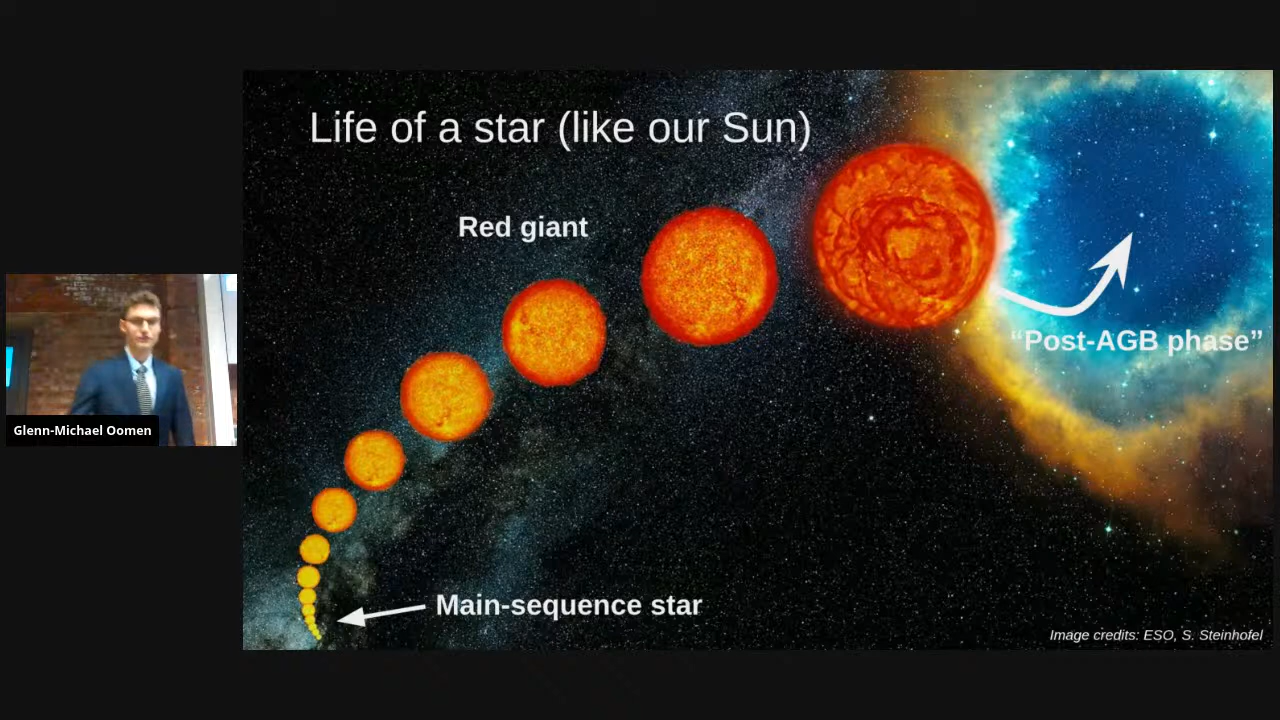 Life of a star (like our Sun)
Red giant
"Post-AGB phase"
Glenn-Michael Oomen
Main-sequence star
Image credits: ESO, S. Steinhofel